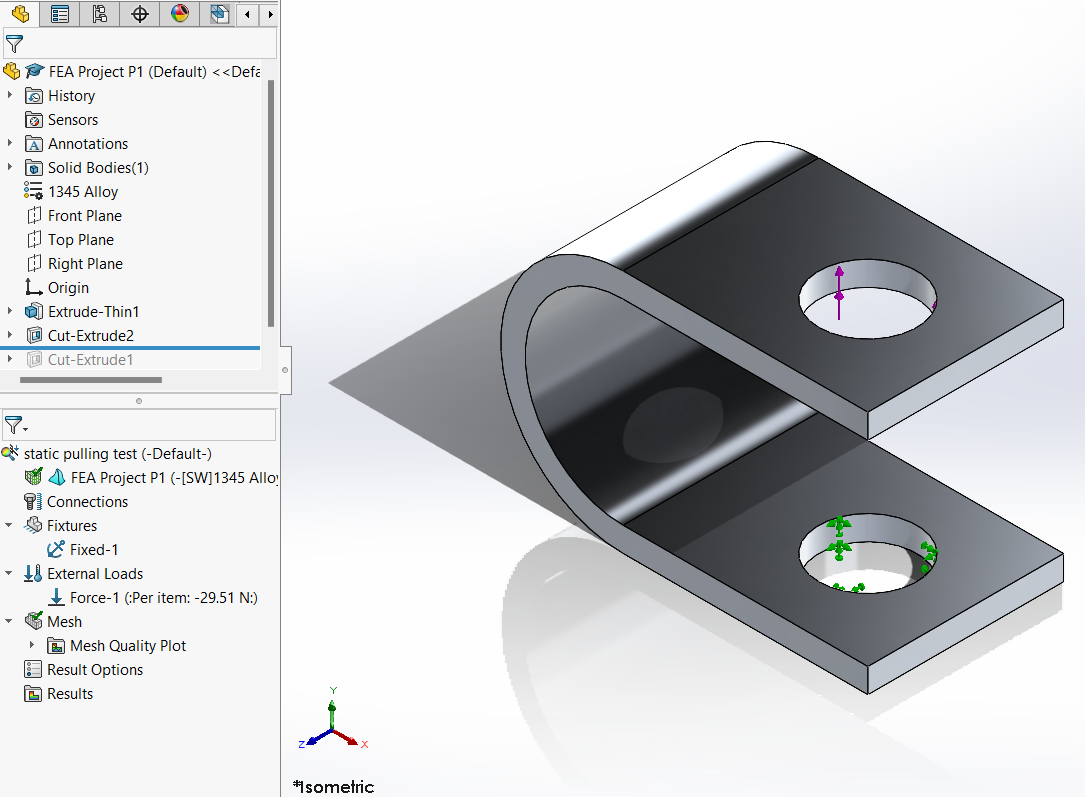 FEA Project P1 (Default) <<Defa
History
Sensors
A Annotations
Solid Bodies(1)
1345 Alloy
Front Plane
Top Plane
Right Plane
Origin
Extrude-Thin1
Cut-Extrude2
Cut-Extrude1
static pulling test (-Default-)
FEA Project P1 (-[SW]1345 Alloy
Connections
Fixtures
Fixed-1
External Loads
Force-1 (:Per item: -29.51 N:)
Mesh
Mesh Quality Plot
Result Options
Results
Y
Z
X
*Isometric